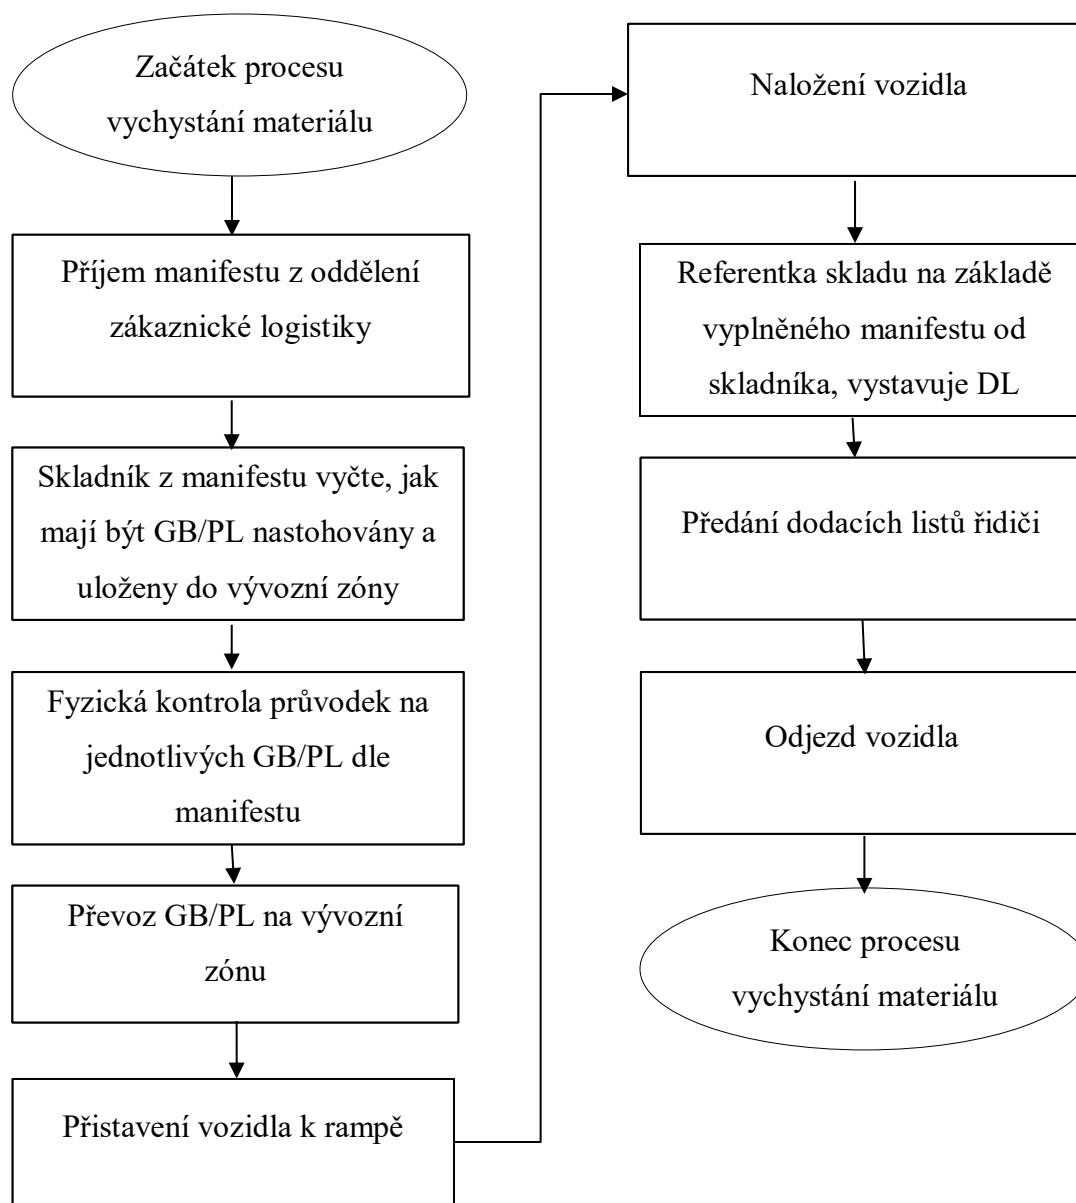 Začátek procesu
vychystání materiálu
Příjem manifestu z oddělení
zákaznické logistiky
Skladník z manifestu vyčte, jak
mají být GB/PL nastohovány a
uloženy do vývozní zóny
Fyzická kontrola průvodek na
jednotlivých GB/PL dle
manifestu
Převoz GB/PL na vývozní
zónu
Přistavení vozidla k rampě
Naložení vozidla
Referentka skladu na základě
vyplněného manifestu od
skladníka, vystavuje DL
Předání dodacích listů řidiči
Odjezd vozidla
Konec procesu
vychystání materiálu